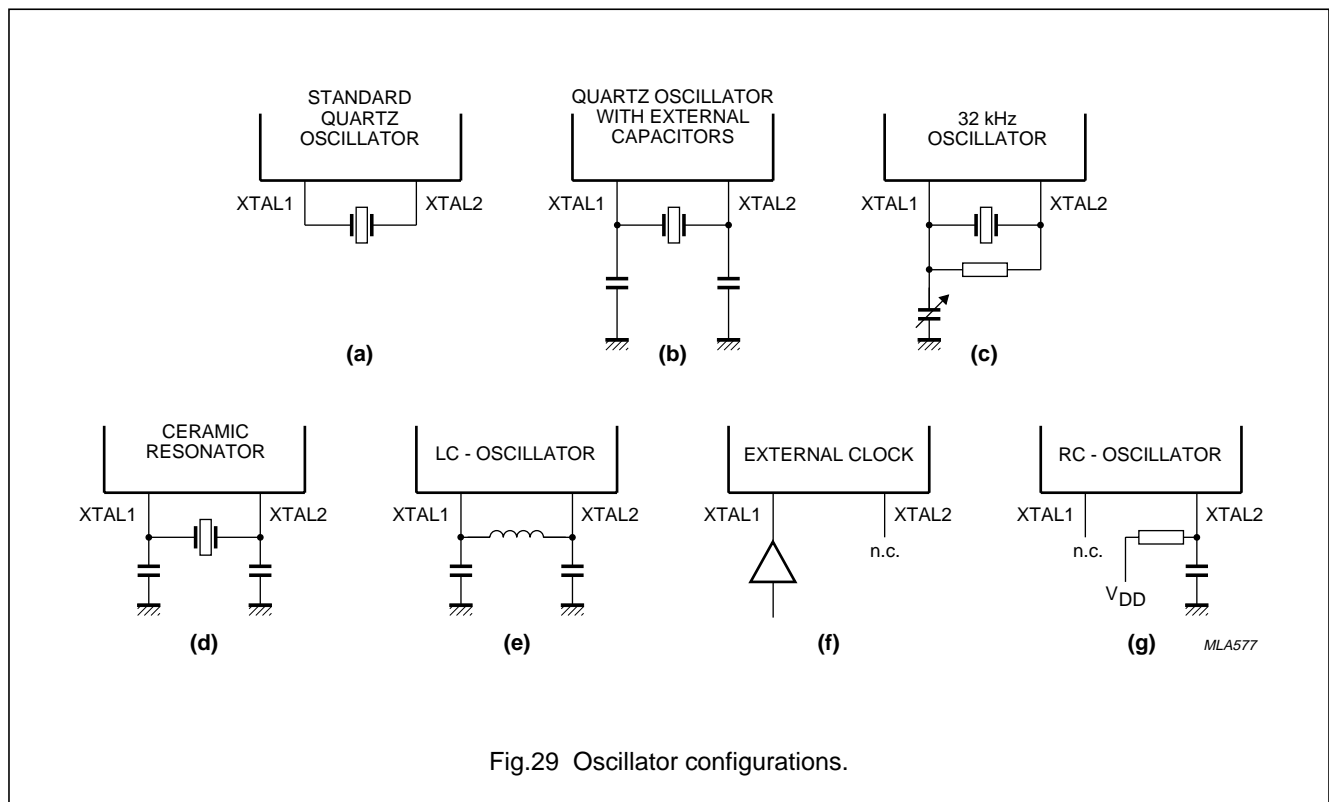 STANDARD
QUARTZ
OSCILLATOR
XTAL1
XTAL2
(a)
QUARTZ OSCILLATOR
WITH EXTERNAL
CAPACITORS
XTAL1
XTAL2
(b)
32 kHz
OSCILLATOR
XTAL1
XTAL2
(c)
CERAMIC
RESONATOR
XTAL1
XTAL2
(d)
LC - OSCILLATOR
XTAL1
XTAL2
(e)
EXTERNAL CLOCK
XTAL1
XTAL2
n.c.
(f)
RC - OSCILLATOR
XTAL1
XTAL2
n.c.
VDD
(g)
MLA577
Fig.29 Oscillator configurations.